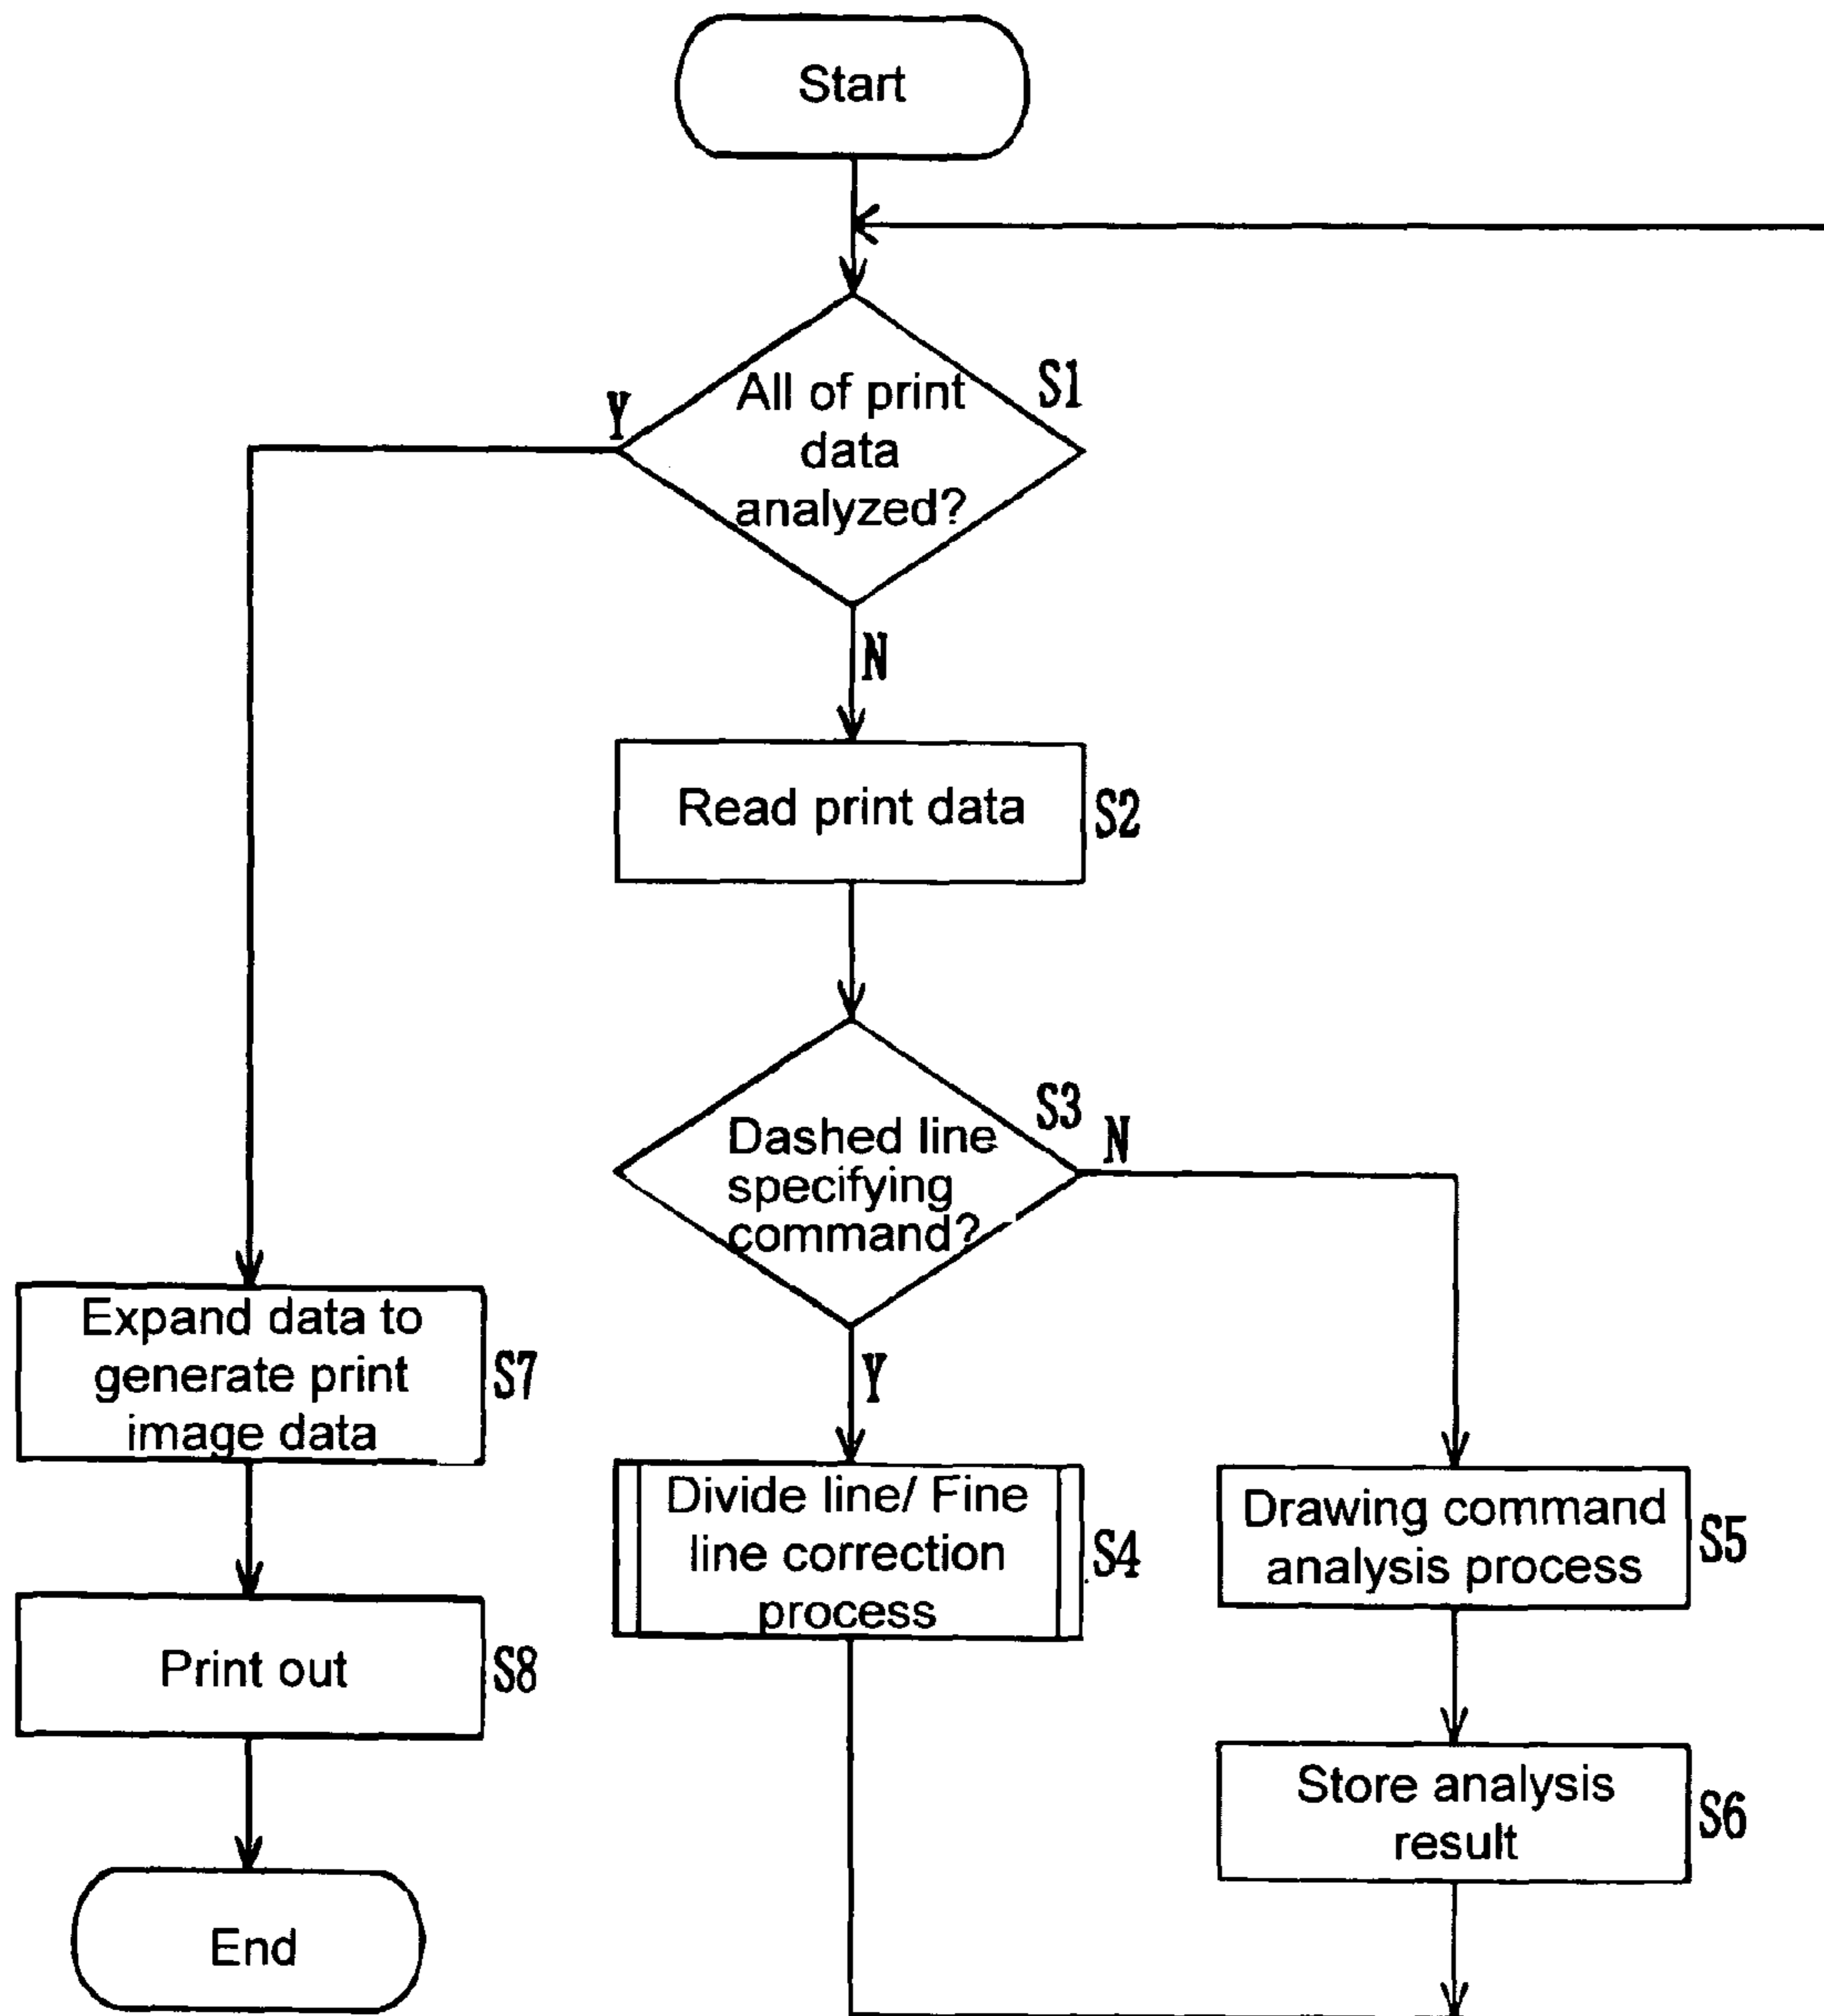 Start
All of print
data
analyzed?
S1
Y
N
Read print data
S2
Dashed line
specifying
command?
S3
N
Y
Expand data to
generate print
image data
S7
Divide line/ Fine
line correction
process
S4
Drawing command
analysis process
S5
Print out
S8
Store analysis
result
S6
End